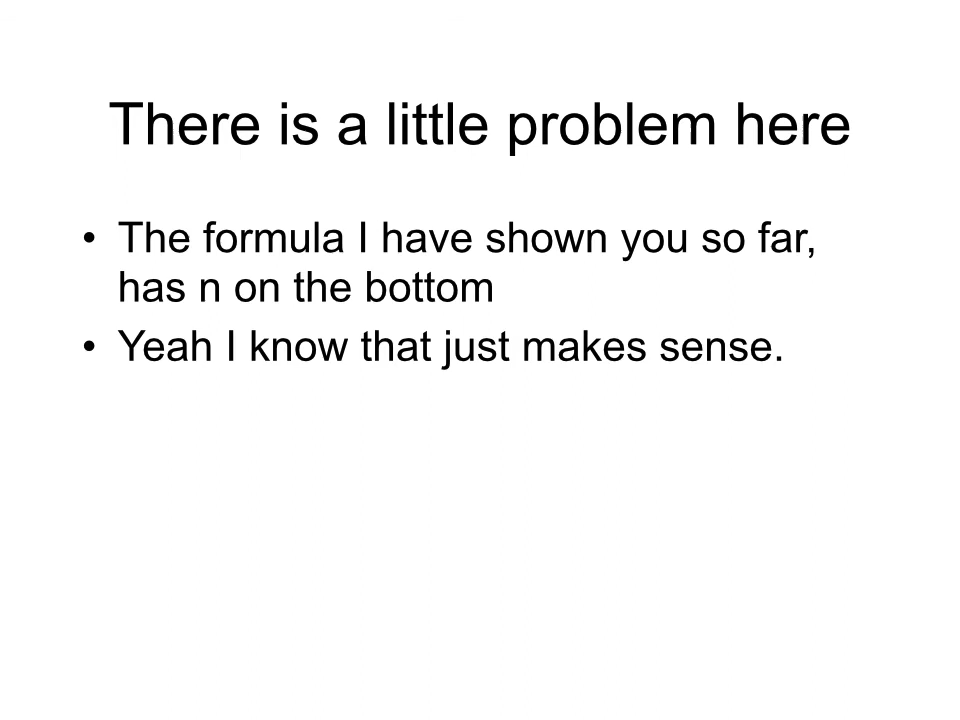 There is a little problem here
• The formula I have shown you so far,
has n on the bottom
• Yeah I know that just makes sense.